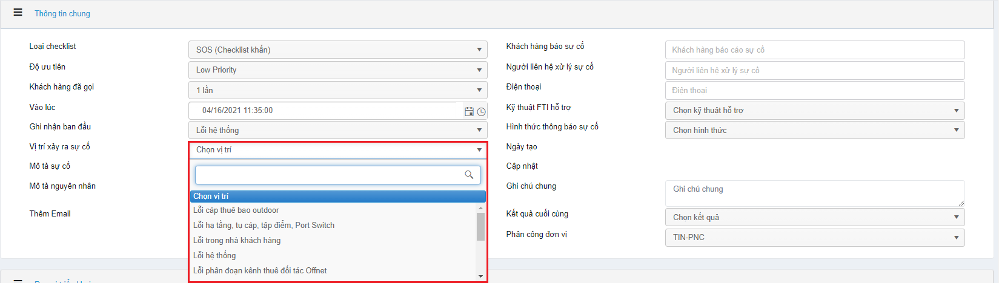 Thông tin chung
Loại checklist
SOS (Checklist khẩn)
Độ ưu tiên
Low Priority
Khách hàng đã gọi
1 lần
Vào lúc
04/16/2021 11:35:00
Ghi nhận ban đầu
Lỗi hệ thống
Vị trí xảy ra sự cố
Chọn vị trí
Mô tả sự cố
Mô tả nguyên nhân
Chọn vị trí
Lỗi cáp thuê bao outdoor
Thêm Email
Lỗi hạ tầng, tụ cáp, tập điểm, Port Switch
Lỗi trong nhà khách hàng
Lỗi hệ thống
Lỗi phân đoạn kênh thuê đối tác Offnet
Khách hàng báo sự cố
Khách hàng báo cáo sự cố
Người liên hệ xử lý sự cố
Người liên hệ xử lý sự cố
Điện thoại
Điện thoại
Kỹ thuật FTI hỗ trợ
Chọn kỹ thuật hỗ trợ
Hình thức thông báo sự cố
Chọn hình thức
Ngày tạo
Cập nhật
Ghi chú chung
Ghi chú chung
Kết quả cuối cùng
Chọn kết quả
Phân công đơn vị
TIN-PNC